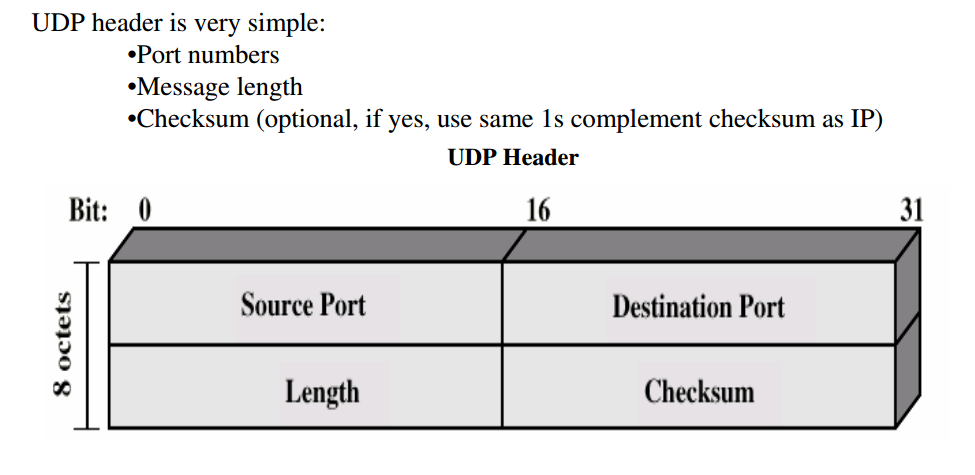 UDP header is very simple:
•Port numbers
•Message length
•Checksum (optional, if yes, use same 1s complement checksum as IP)
UDP Header
Bit: 0 16 31
8 octets
Source Port Destination Port
Length Checksum